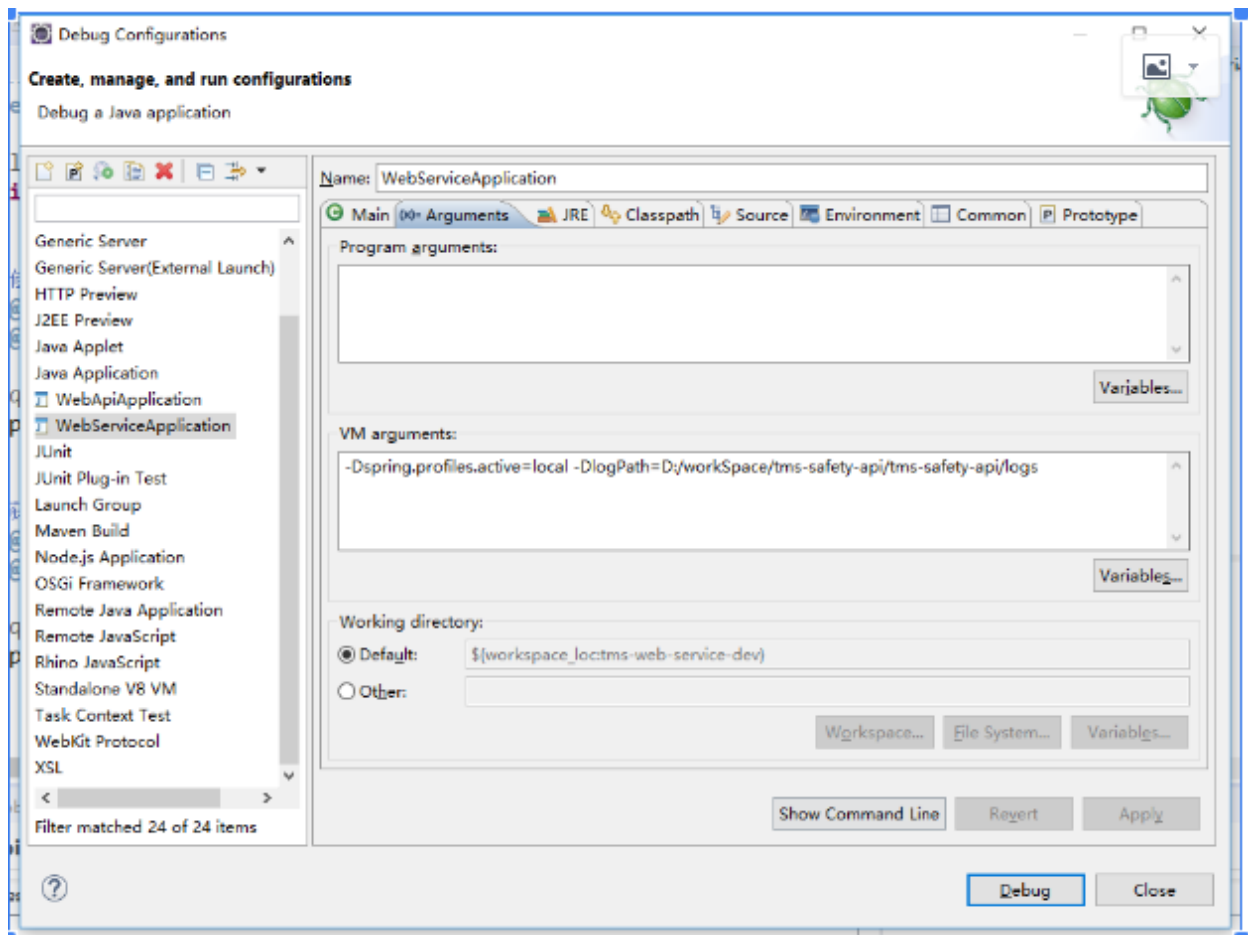 Debug Configurations
Create, manage, and run configurations
Debug a Java application
Name: WebServiceApplication
Main (x)= Arguments JRE Classpath Source Environment Common Prototype
Generic Server
Generic Server(External Launch)
HTTP Preview
J2EE Preview
Java Applet
Java Application
WebApiApplication
WebServiceApplication
JUnit
JUnit Plug-in Test
Launch Group
Maven Build
Node.js Application
OSGi Framework
Remote Java Application
Remote JavaScript
Rhino JavaScript
Standalone V8 VM
Task Context Test
WebKit Protocol
XSL
Filter matched 24 of 24 items
Program arguments:
Variables...
VM arguments:
-Dspring.profiles.active=local -DlogPath=D:/workSpace/tms-safety-api/tms-safety-api/logs
Variables...
Working directory:
Default: ${workspace_loc:tms-web-service-dev}
Other:
Workspace... File System... Variables...
Show Command Line Revert Apply
Debug Close